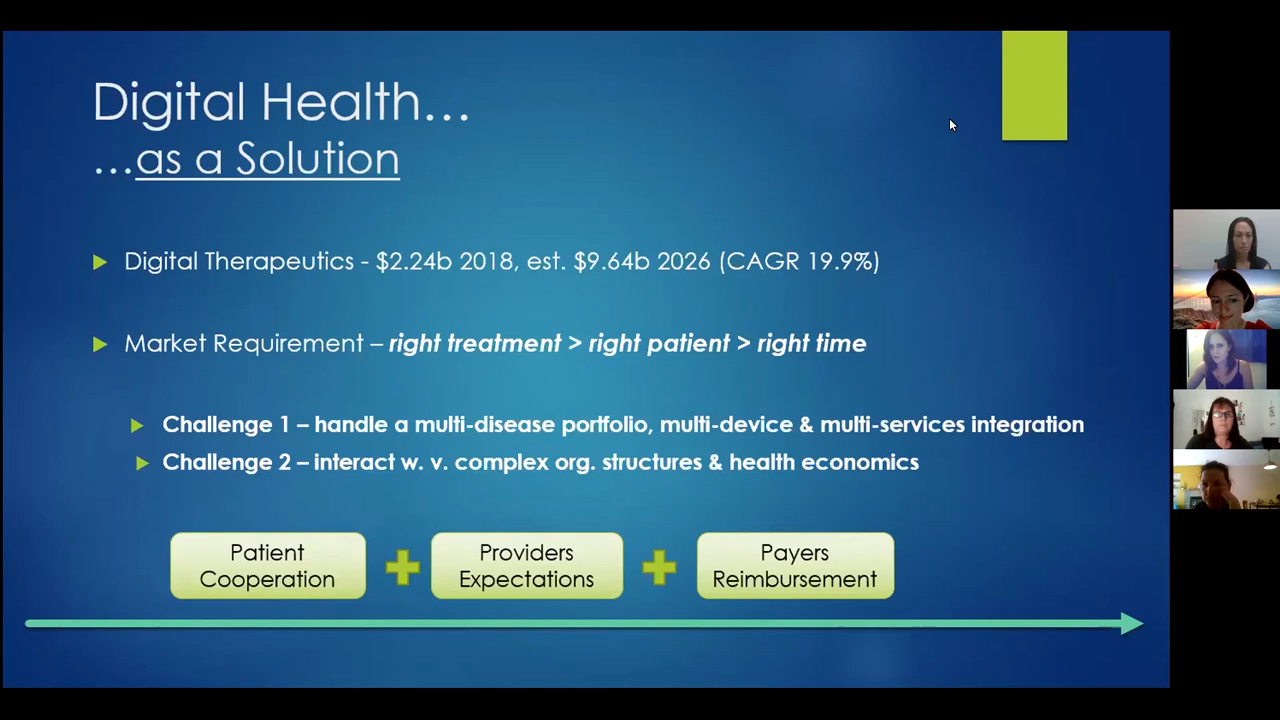 Digital Health...
...as a Solution
Digital Therapeutics - $2.24b 2018, est. $9.64b 2026 (CAGR 19.9%)
Market Requirement – right treatment > right patient > right time
Challenge 1 – handle a multi-disease portfolio, multi-device & multi-services integration
Challenge 2 – interact w. v. complex org. structures & health economics
Patient
Cooperation
Providers
Expectations
Payers
Reimbursement